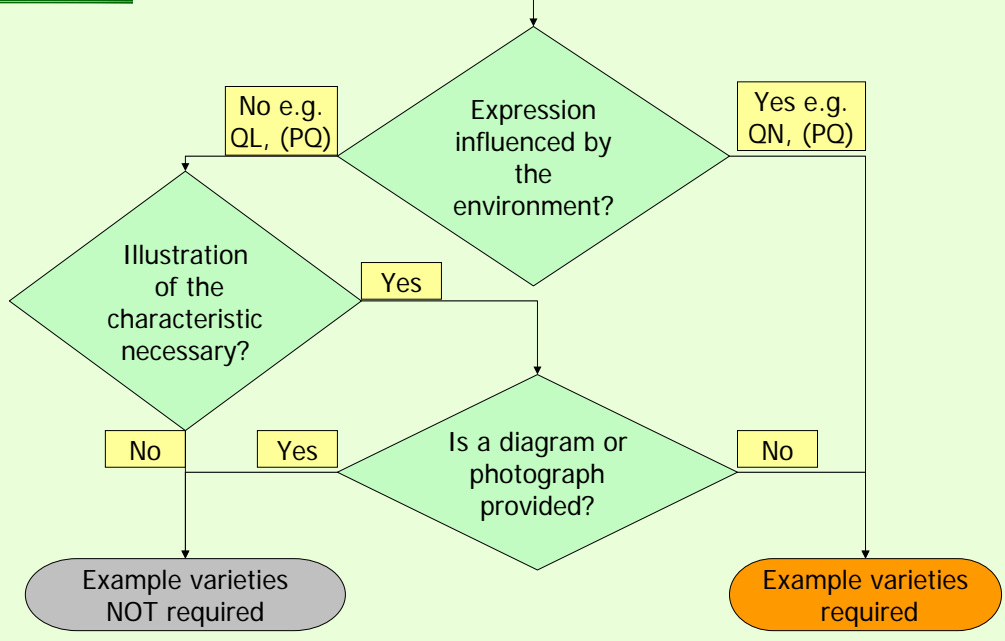 No e.g.
QL, (PQ)
Expression
influenced by
the
environment?
Yes e.g.
QN, (PQ)
Illustration
of the
characteristic
necessary?
Yes
No
Yes
Is a diagram or
photograph
provided?
No
Example varieties
NOT required
Example varieties
required